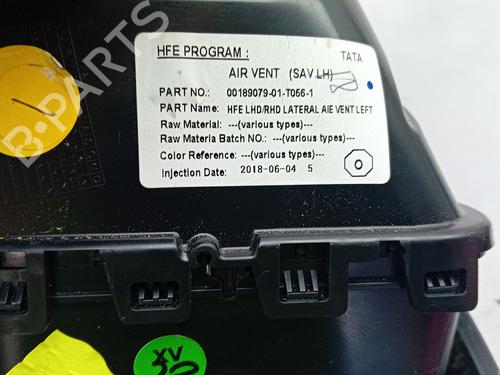 HFE PROGRAM :
TATA
AIR VENT (SAV LH)
PART NO.: 00189079-01-T056-1
PART Name: HFE LHD/RHD LATERAL AIE VENT LEFT
Raw Material: ---(various types)---
Raw Materia Batch NO.: ---(various types)---
Color Reference: ---(various types)---
Injection Date: 2018-06-04 5
B-PARTS
XV